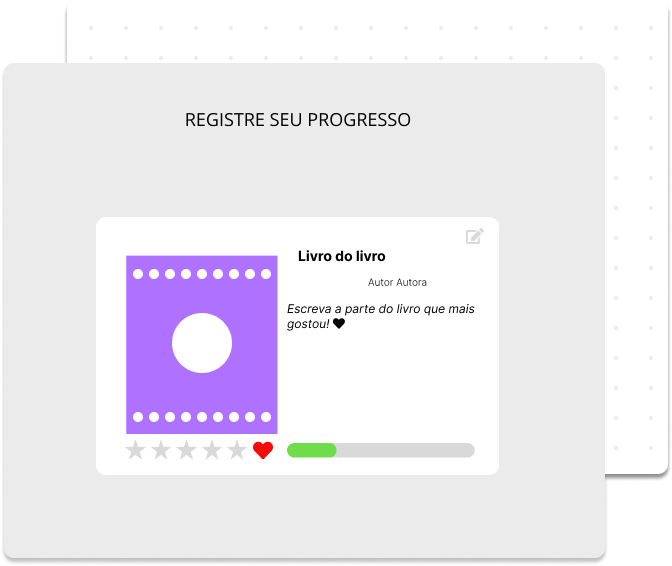 REGISTRE SEU PROGRESSO
Livro do livro
Autor Autora
Escreva a parte do livro que mais
gostou! ♥